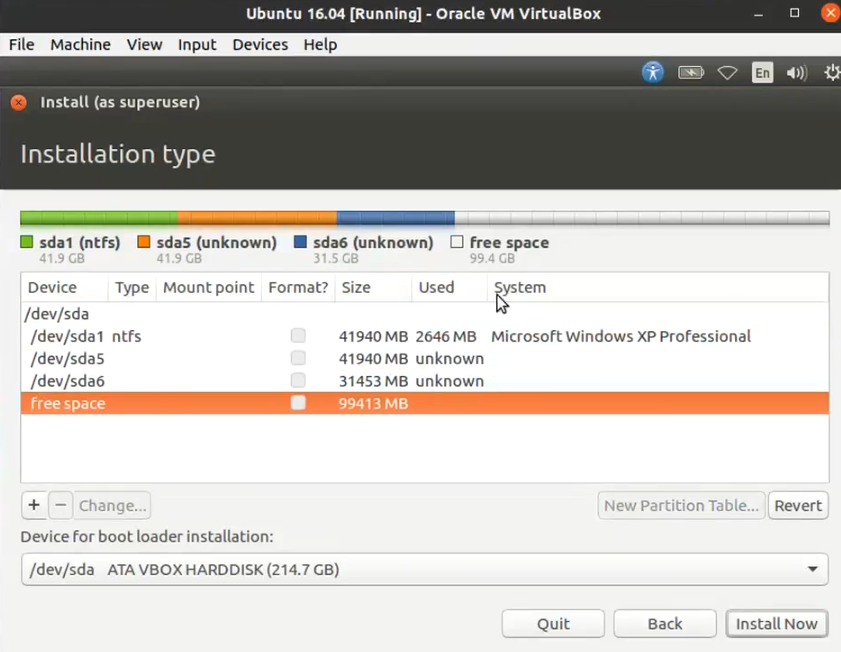 Ubuntu 16.04 [Running] - Oracle VM VirtualBox
File Machine View Input Devices Help
En
Install (as superuser)
Installation type
sda1 (ntfs) sda5 (unknown) sda6 (unknown) free space
41.9 GB 41.9 GB 31.5 GB 99.4 GB
Device Type Mount point Format? Size Used System
/dev/sda
/dev/sda1 ntfs 41940 MB 2646 MB Microsoft Windows XP Professional
/dev/sda5 41940 MB unknown
/dev/sda6 31453 MB unknown
free space 99413 MB
+ − Change... New Partition Table... Revert
Device for boot loader installation:
/dev/sda ATA VBOX HARDDISK (214.7 GB)
Quit Back Install Now